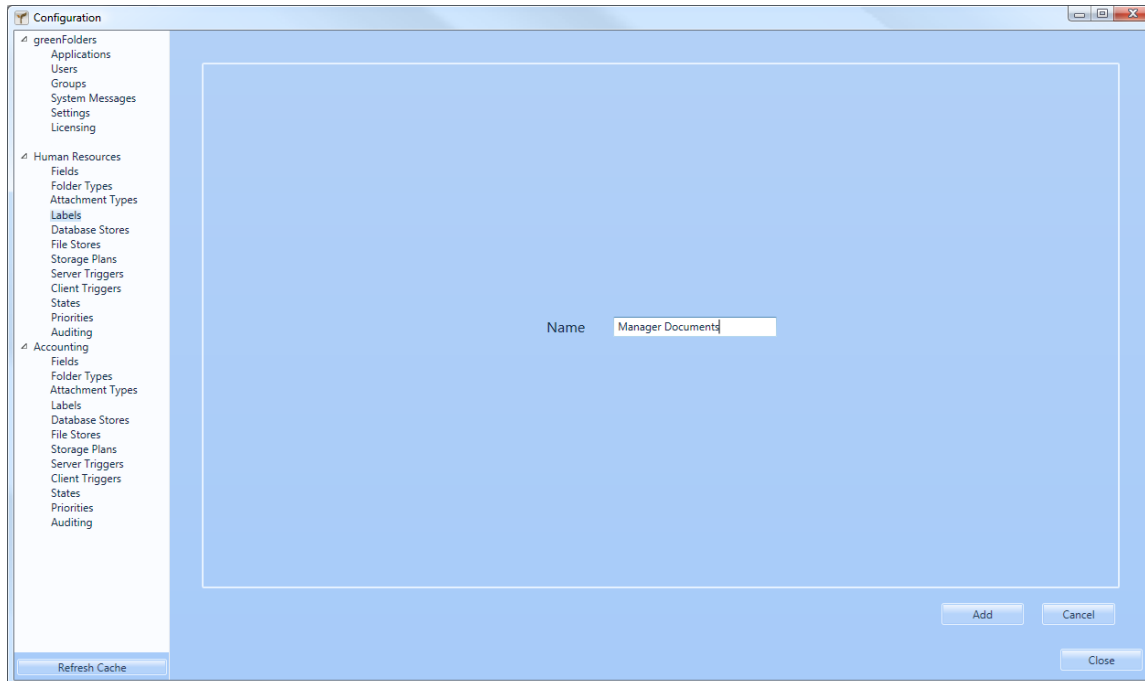 Configuration
greenFolders
Applications
Users
Groups
System Messages
Settings
Licensing
Human Resources
Fields
Folder Types
Attachment Types
Labels
Database Stores
File Stores
Storage Plans
Server Triggers
Client Triggers
States
Priorities
Auditing
Accounting
Fields
Folder Types
Attachment Types
Labels
Database Stores
File Stores
Storage Plans
Server Triggers
Client Triggers
States
Priorities
Auditing
Name Manager Documents
Add Cancel
Refresh Cache Close